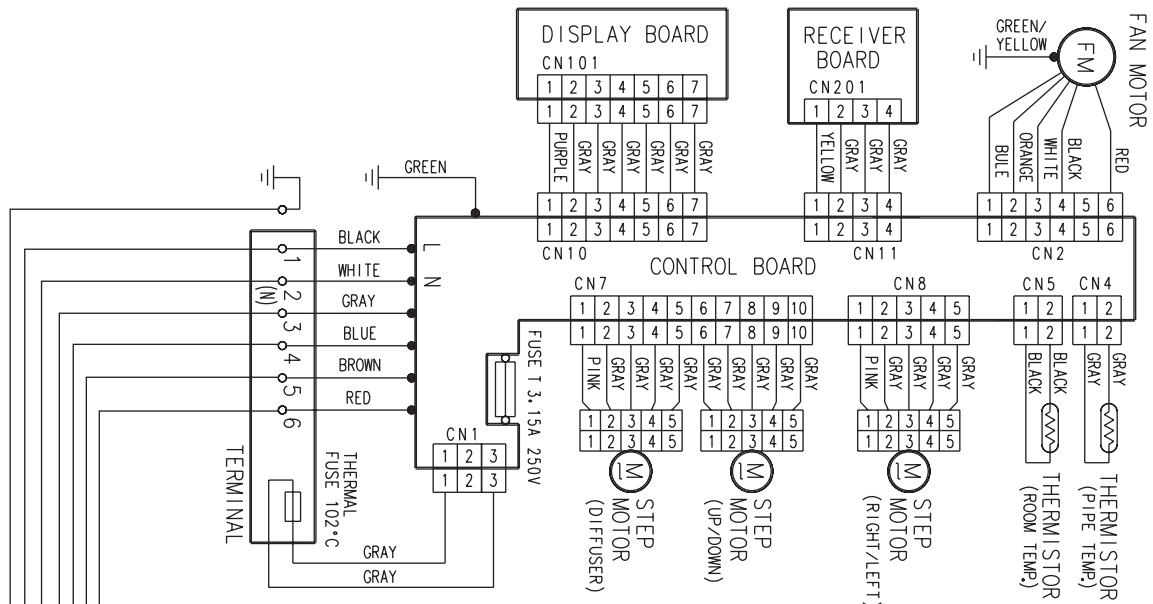 DISPLAY BOARD
CN101
1 2 3 4 5 6 7
1 2 3 4 5 6 7
PURPLE
GRAY
GRAY
GRAY
GRAY
GRAY
GRAY
1 2 3 4 5 6 7
1 2 3 4 5 6 7
CN10
RECEIVER
BOARD
CN201
1 2 3 4
1 2 3 4
YELLOW
GRAY
GRAY
GRAY
1 2 3 4
1 2 3 4
CN11
GREEN/
YELLOW
FM
FAN MOTOR
BULE
ORANGE
WHITE
BLACK
RED
1 2 3 4 5 6
1 2 3 4 5 6
CN2
GREEN
CONTROL BOARD
L
N
BLACK
WHITE
GRAY
BLUE
BROWN
RED
1
2
(N)
3
4
5
6
TERMINAL
THERMAL
FUSE 102°C
GRAY
GRAY
CN1
1 2 3
1 2 3
FUSE T3.15A 250V
CN7
1 2 3 4 5 6 7 8 9 10
1 2 3 4 5 6 7 8 9 10
PINK
GRAY
GRAY
GRAY
GRAY
GRAY
GRAY
GRAY
GRAY
GRAY
1 2 3 4 5
1 2 3 4 5
M
STEP
MOTOR
(DIFFUSER)
1 2 3 4 5
1 2 3 4 5
M
STEP
MOTOR
(UP/DOWN)
CN8
1 2 3 4 5
1 2 3 4 5
PINK
GRAY
GRAY
GRAY
GRAY
1 2 3 4 5
1 2 3 4 5
M
STEP
MOTOR
(RIGHT/LEFT)
CN5
1 2
1 2
BLACK
BLACK
THERMISTOR
(ROOM TEMP.)
CN4
1 2
1 2
GRAY
GRAY
THERMISTOR
(PIPE TEMP.)